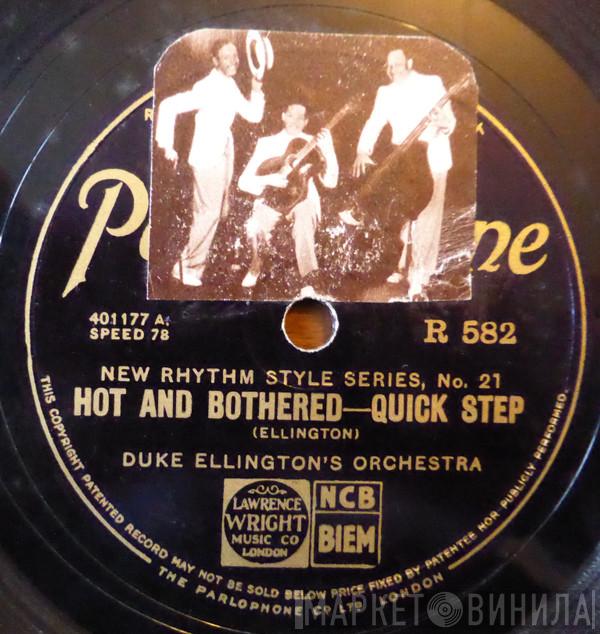 401177 A.
SPEED 78
R 582
NEW RHYTHM STYLE SERIES, No. 21
HOT AND BOTHERED—QUICK STEP
(ELLINGTON)
DUKE ELLINGTON'S ORCHESTRA
LAWRENCE
WRIGHT
MUSIC CO
LONDON
NCB
BIEM
THIS COPYRIGHT PATENTED RECORD MAY NOT BE SOLD BELOW PRICE FIXED BY PATENTEE NOR PUBLICLY PERFORMED.
THE PARLOPHONE CO LTD LONDON
МАРКЕТ ВИНИЛА